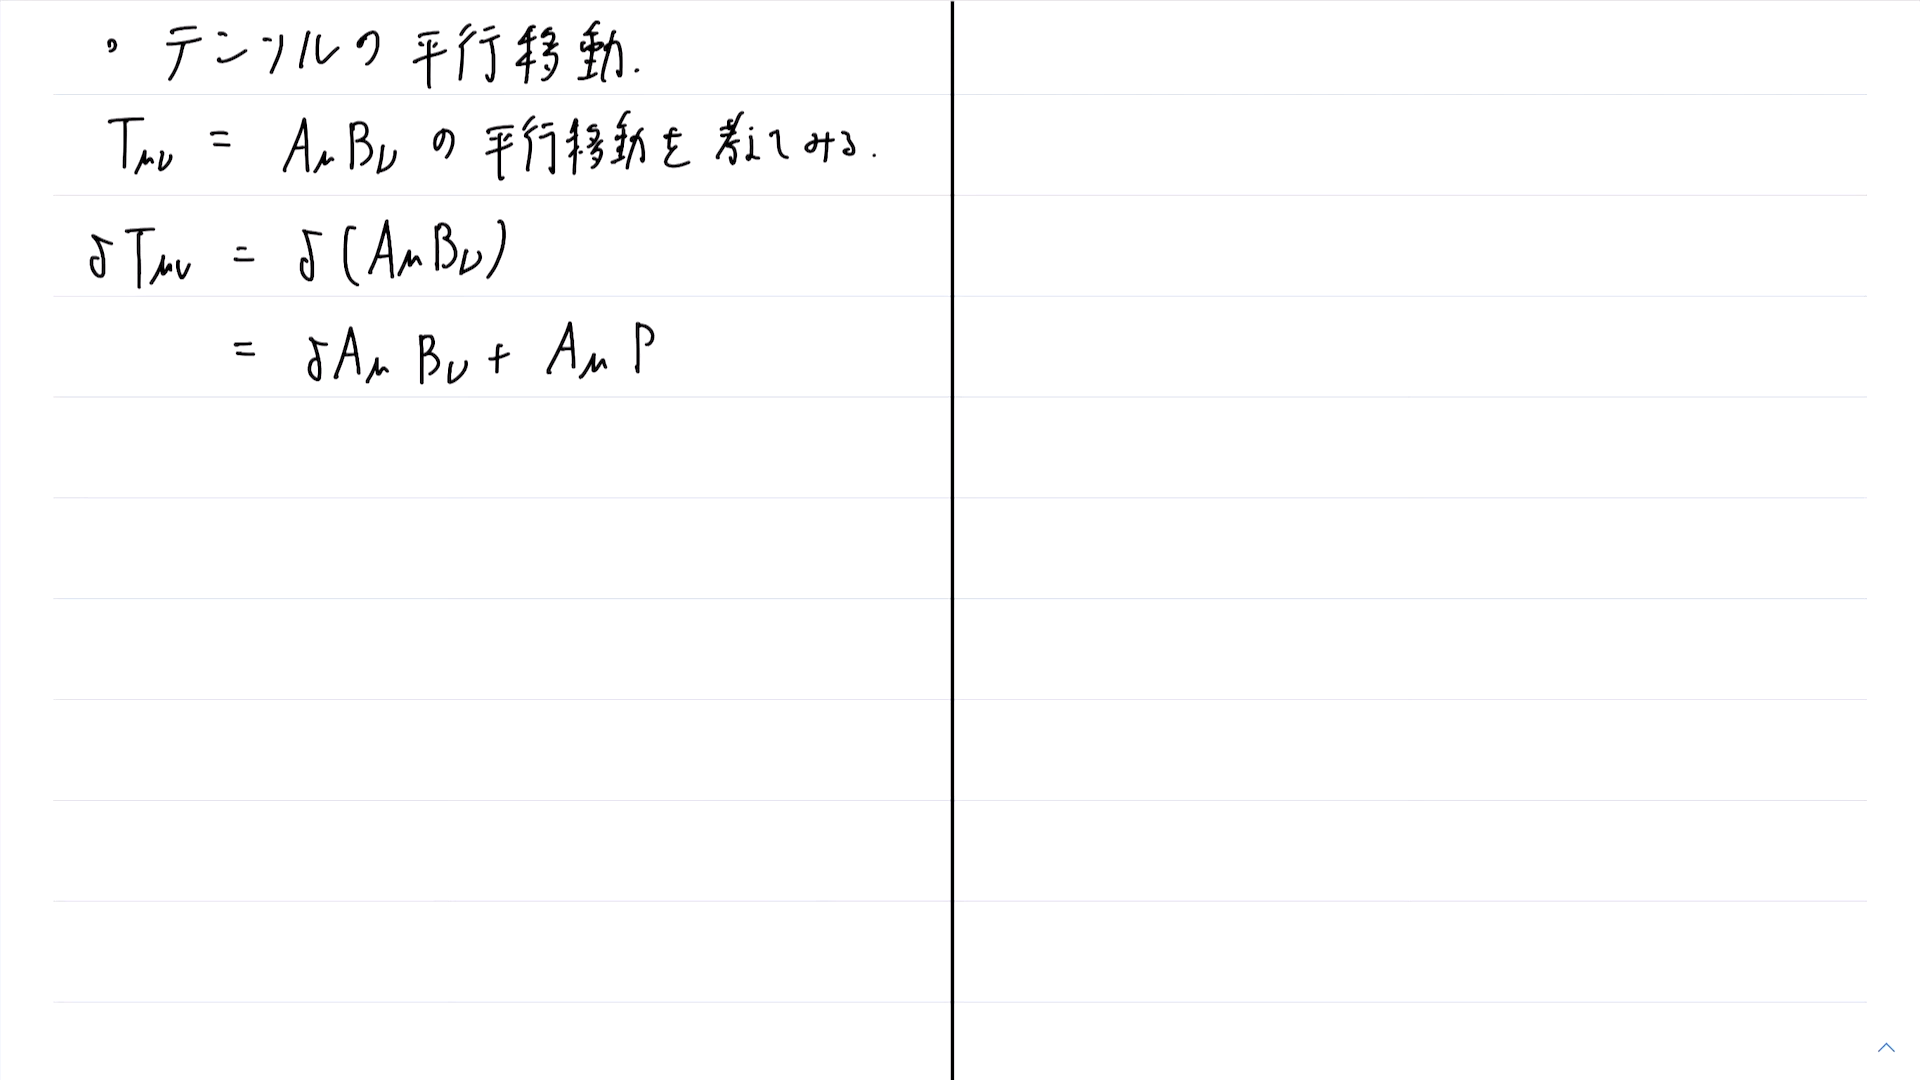 。テンソルの平行移動.
Tμν = AμBν の平行移動を考えてみる.
δTμν = δ(AμBν)
= δAμ Bν + Aμ P